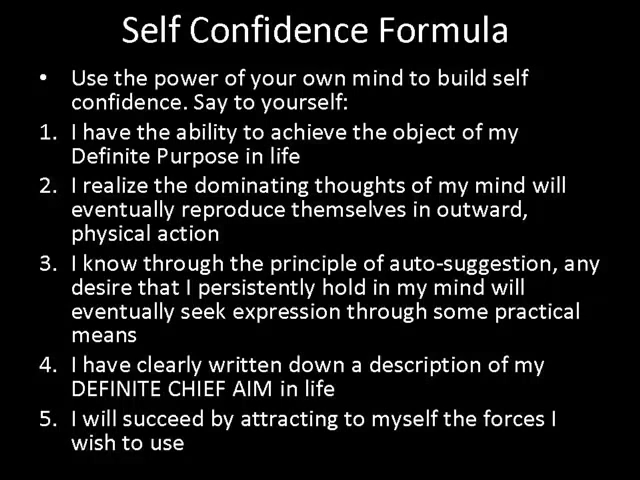 Self Confidence Formula
• Use the power of your own mind to build self
confidence. Say to yourself:
1. I have the ability to achieve the object of my
Definite Purpose in life
2. I realize the dominating thoughts of my mind will
eventually reproduce themselves in outward,
physical action
3. I know through the principle of auto-suggestion, any
desire that I persistently hold in my mind will
eventually seek expression through some practical
means
4. I have clearly written down a description of my
DEFINITE CHIEF AIM in life
5. I will succeed by attracting to myself the forces I
wish to use